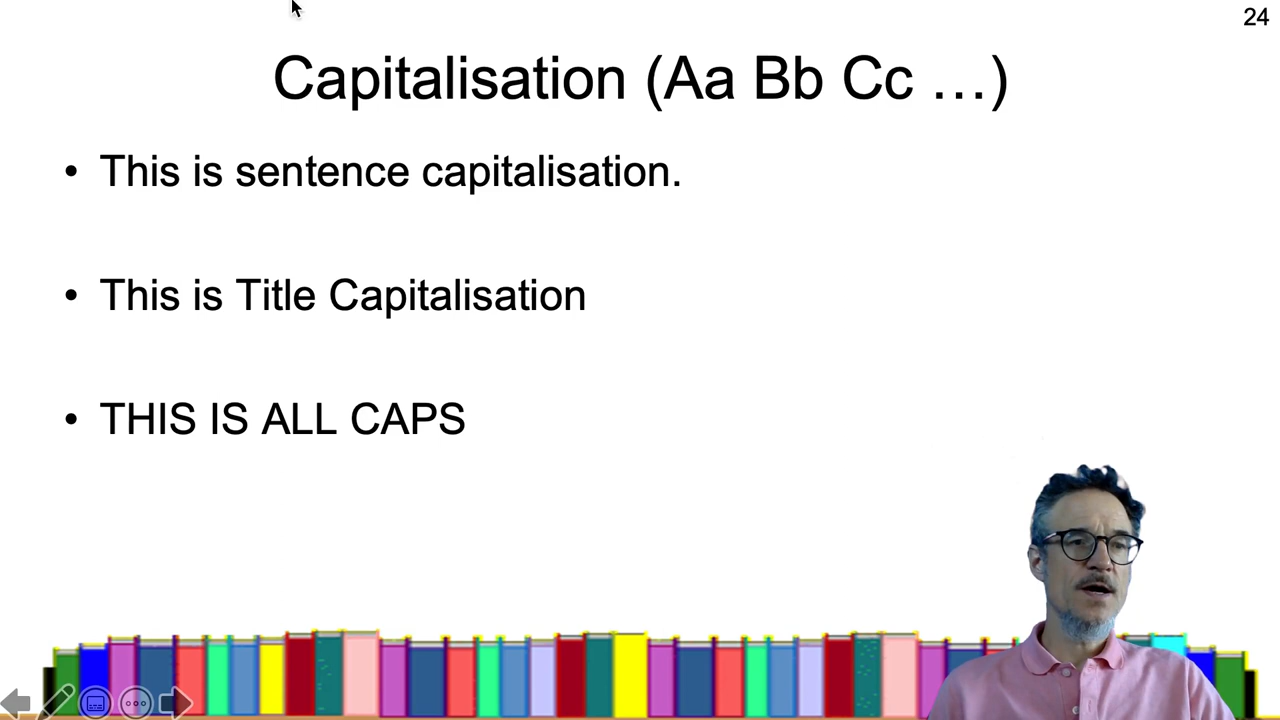 24
Capitalisation (Aa Bb Cc …)
• This is sentence capitalisation.
• This is Title Capitalisation
• THIS IS ALL CAPS